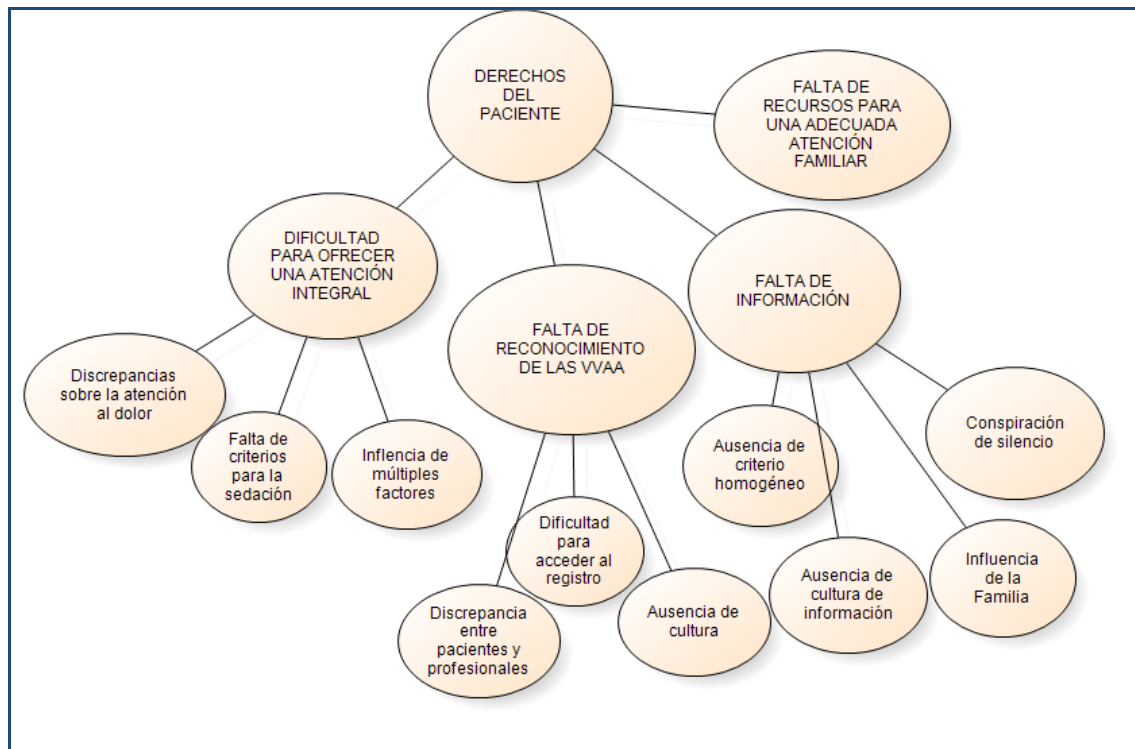 DERECHOS
DEL
PACIENTE
FALTA DE
RECURSOS PARA
UNA ADECUADA
ATENCIÓN
FAMILIAR
DIFICULTAD
PARA OFRECER
UNA ATENCIÓN
INTEGRAL
FALTA DE
RECONOCIMIENTO
DE LAS VVAA
FALTA DE
INFORMACIÓN
Discrepancias
sobre la atención
al dolor
Falta de
criterios
para la
sedación
Inflencia de
múltiples
factores
Discrepancia
entre
pacientes y
profesionales
Dificultad
para
acceder al
registro
Ausencia de
cultura
Ausencia de
criterio
homogéneo
Ausencia de
cultura de
información
Influencia
de la
Familia
Conspiración
de silencio